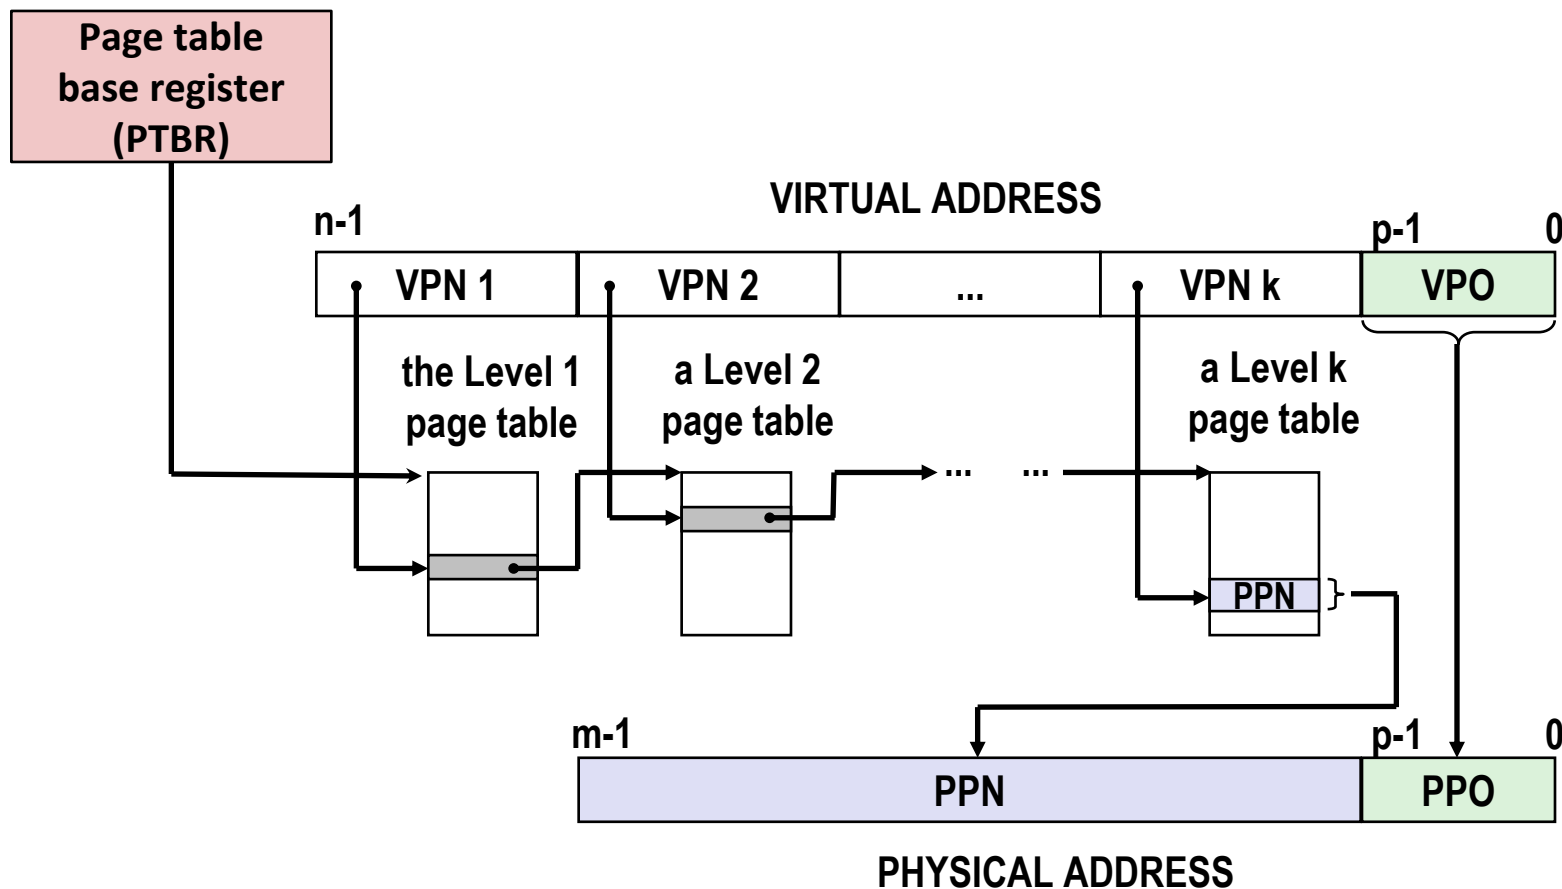 Page table
base register
(PTBR)
VIRTUAL ADDRESS
n-1
p-1
0
VPN 1
VPN 2
...
VPN k
VPO
the Level 1
page table
a Level 2
page table
a Level k
page table
...
...
PPN
m-1
p-1
0
PPN
PPO
PHYSICAL ADDRESS